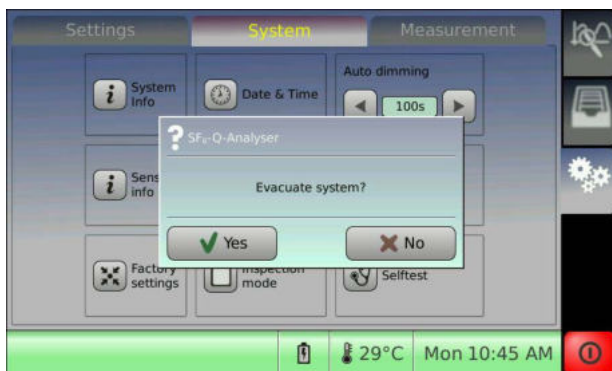 Settings
System
Measurement
System
Info
Date & Time
Auto dimming
100s
SF₆-Q-Analyser
Evacuate system?
Yes
No
Sens
info
Factory
settings
Inspection
mode
Selftest
29°C
Mon 10:45 AM